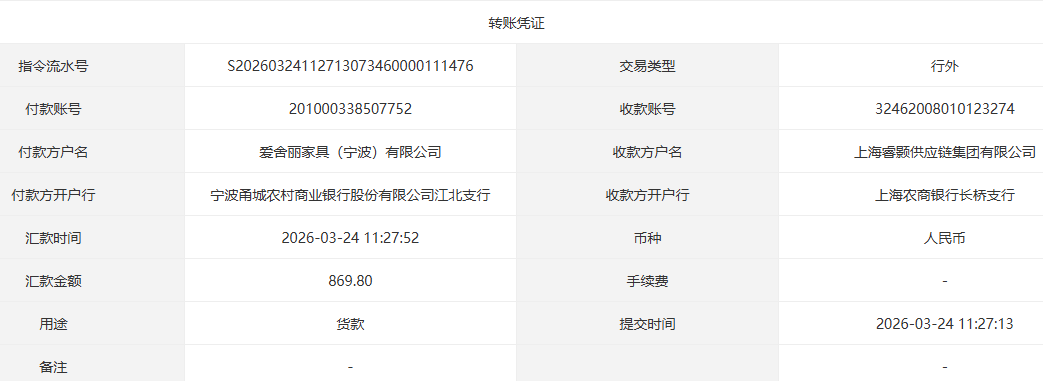 转账凭证
指令流水号 S20260324112713073460000111476 交易类型 行外
付款账号 201000338507752 收款账号 32462008010123274
付款方户名 爱舍丽家具（宁波）有限公司 收款方户名 上海睿颢供应链集团有限公司
付款方开户行 宁波甬城农村商业银行股份有限公司江北支行 收款方开户行 上海农商银行长桥支行
汇款时间 2026-03-24 11:27:52 币种 人民币
汇款金额 869.80 手续费 -
用途 货款 提交时间 2026-03-24 11:27:13
备注 - -